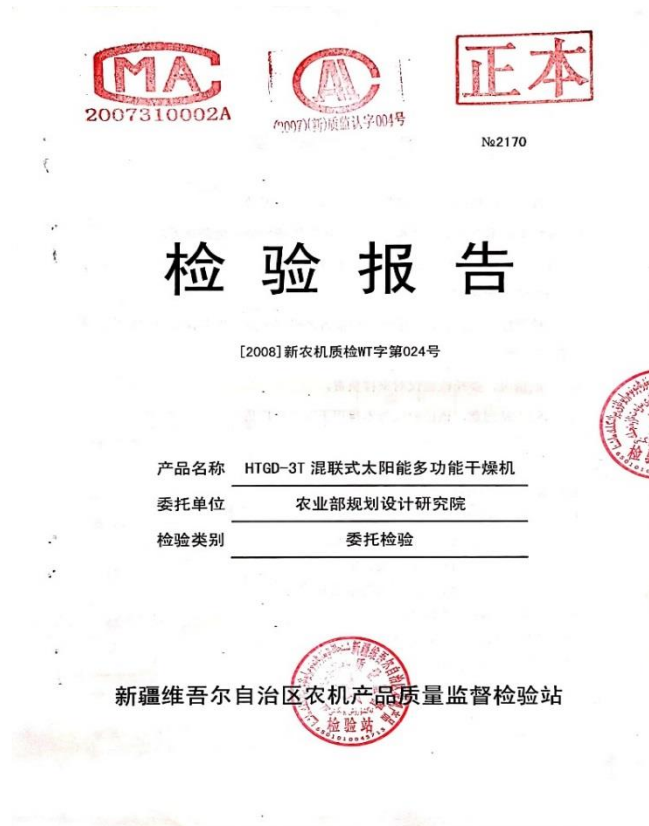 MA
2007310002A
(2007)(新)质监认字004号
正本
№2170
检验报告
[2008]新农机质检WT字第024号
产品名称 HTGD-3T 混联式太阳能多功能干燥机
委托单位 农业部规划设计研究院
检验类别 委托检验
新疆维吾尔自治区农机产品质量监督检验站
检验站